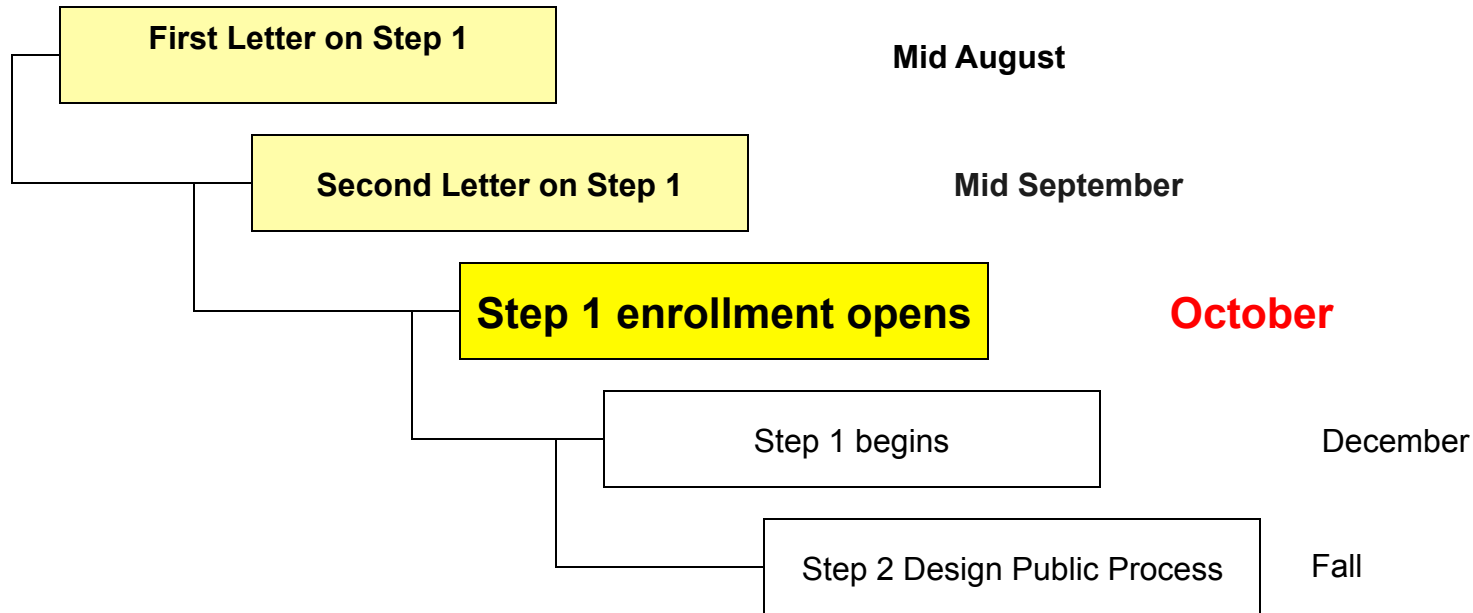 First Letter on Step 1
Mid August
Second Letter on Step 1
Mid September
Step 1 enrollment opens
October
Step 1 begins
December
Step 2 Design Public Process
Fall